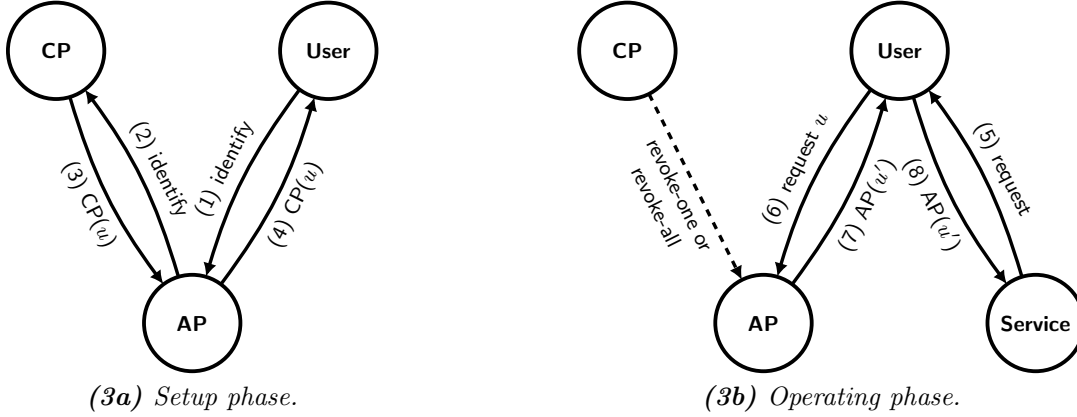 CP
User
(1) identify
(2) identify
(3) CP(u)
(4) CP(u)
AP
(3a) Setup phase.
CP
User
revoke-one or
revoke-all
(6) request u
(7) AP(u′)
(8) AP(u′)
(5) request
AP
Service
(3b) Operating phase.